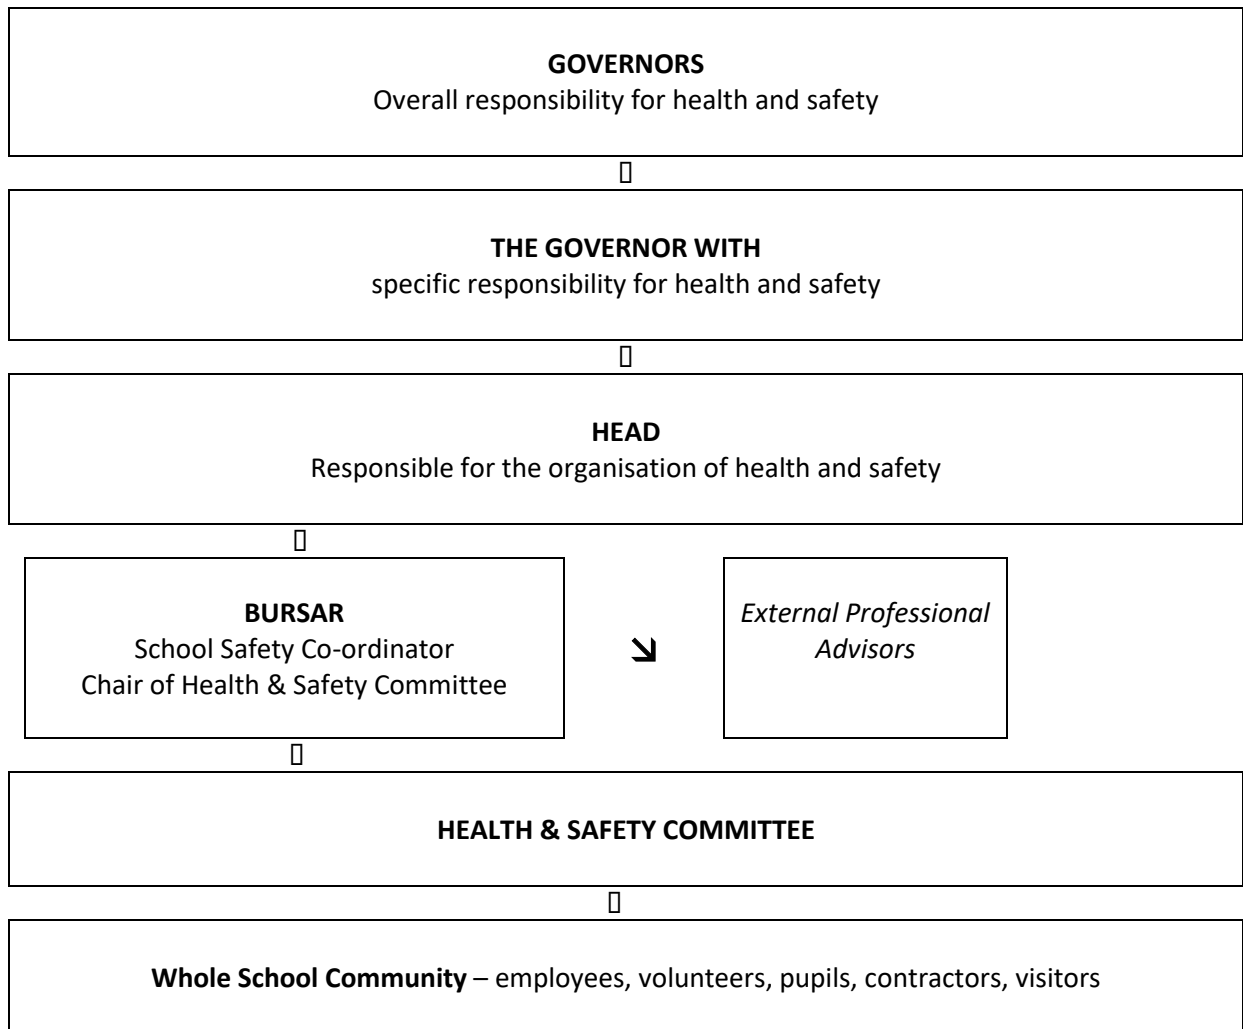 GOVERNORS
Overall responsibility for health and safety
▯
THE GOVERNOR WITH
specific responsibility for health and safety
▯
HEAD
Responsible for the organisation of health and safety
▯
BURSAR
School Safety Co-ordinator
Chair of Health & Safety Committee
➘
External Professional
Advisors
▯
HEALTH & SAFETY COMMITTEE
▯
Whole School Community – employees, volunteers, pupils, contractors, visitors